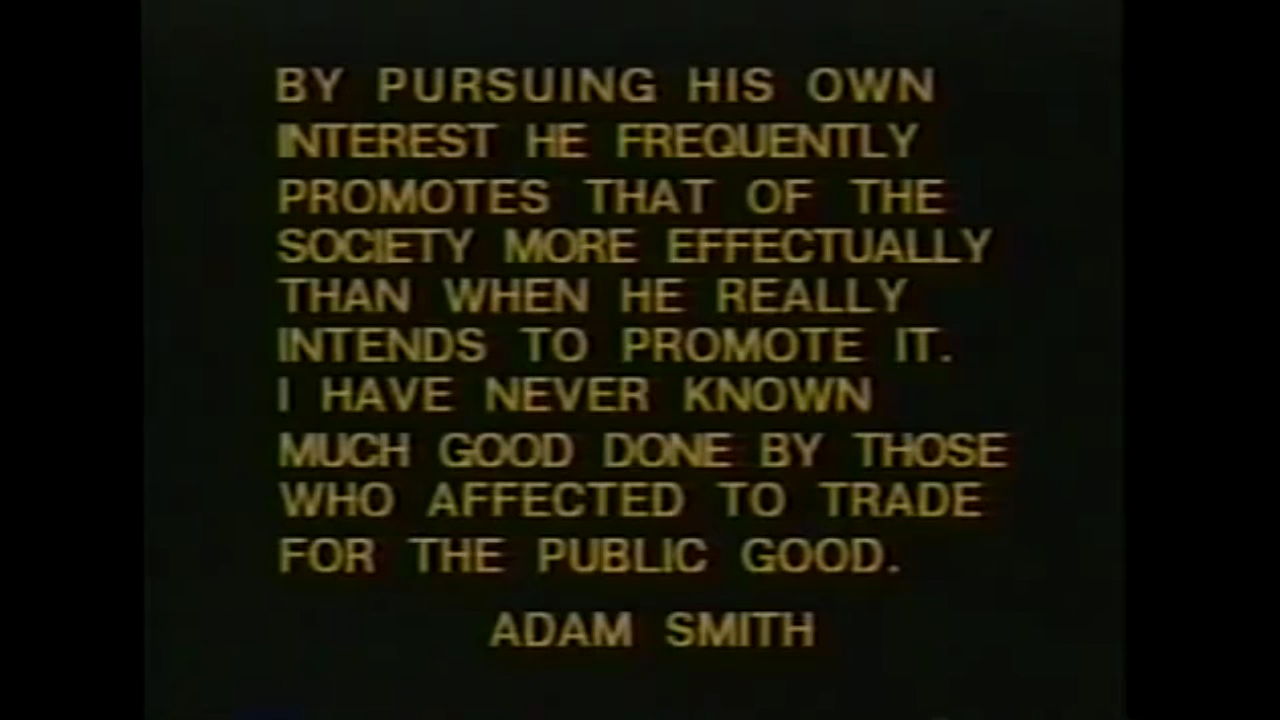 BY PURSUING HIS OWN
INTEREST HE FREQUENTLY
PROMOTES THAT OF THE
SOCIETY MORE EFFECTUALLY
THAN WHEN HE REALLY
INTENDS TO PROMOTE IT.
I HAVE NEVER KNOWN
MUCH GOOD DONE BY THOSE
WHO AFFECTED TO TRADE
FOR THE PUBLIC GOOD.
ADAM SMITH